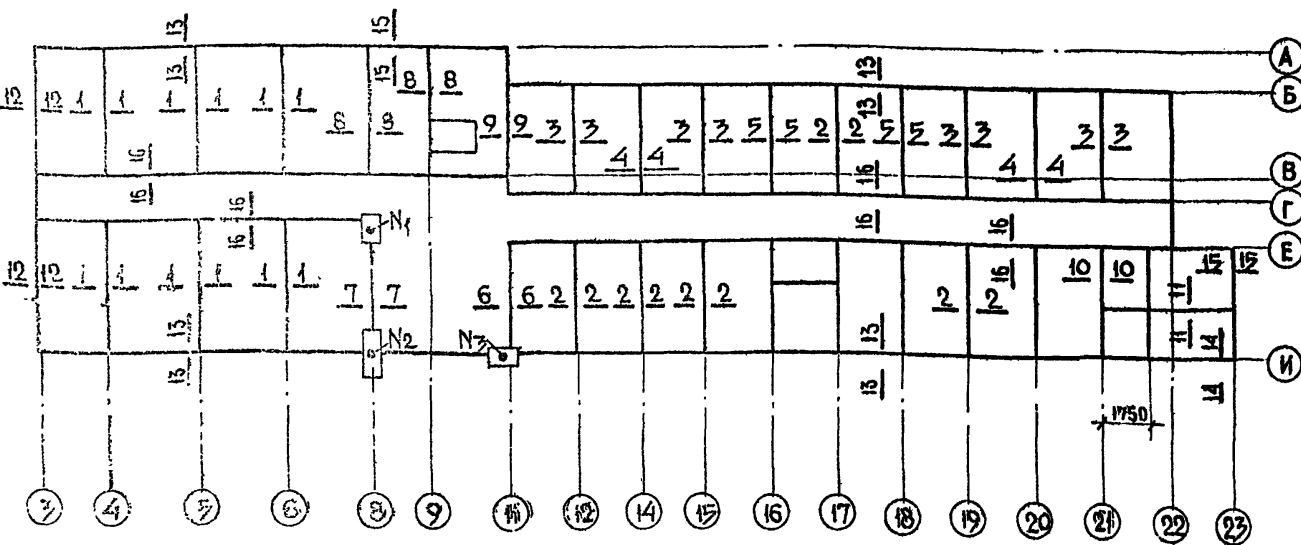 13 15
А
12 12 1 1 13 1 1 1 1 15 8 8 13 Б
8 8 9 9 3 3 3 3 5 5 2 13 2 5 5 3 3 3 3
16 4 4 16 4 4 В
16 Г
16 N1 16 16 Е
16
12 12 1 1 1 1 1 1 7 7 6 6 2 2 2 2 2 2 2 2 16 10 10 11 15 15
13 N2 N3 13 11 14
13 13 14 И
1750
3 4 5 6 8 9 11 12 14 15 16 17 18 19 20 21 22 23